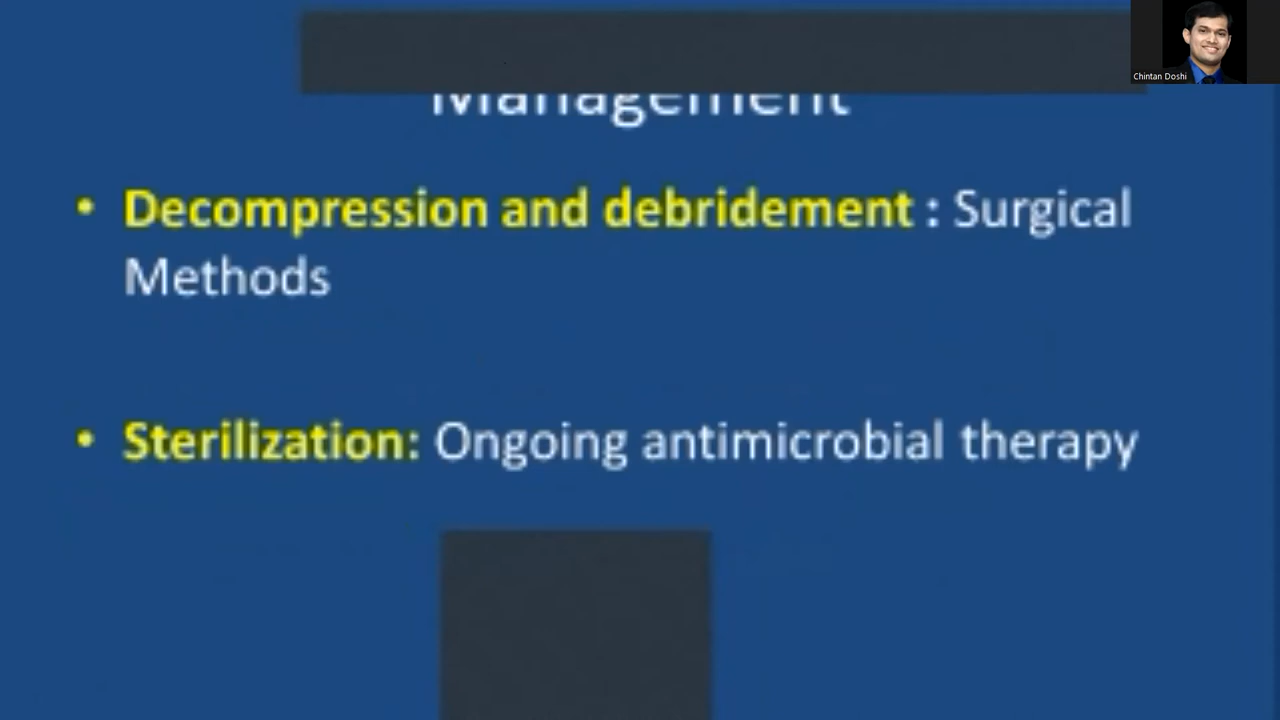 Chintan Doshi
Management
• Decompression and debridement : Surgical
Methods
• Sterilization: Ongoing antimicrobial therapy